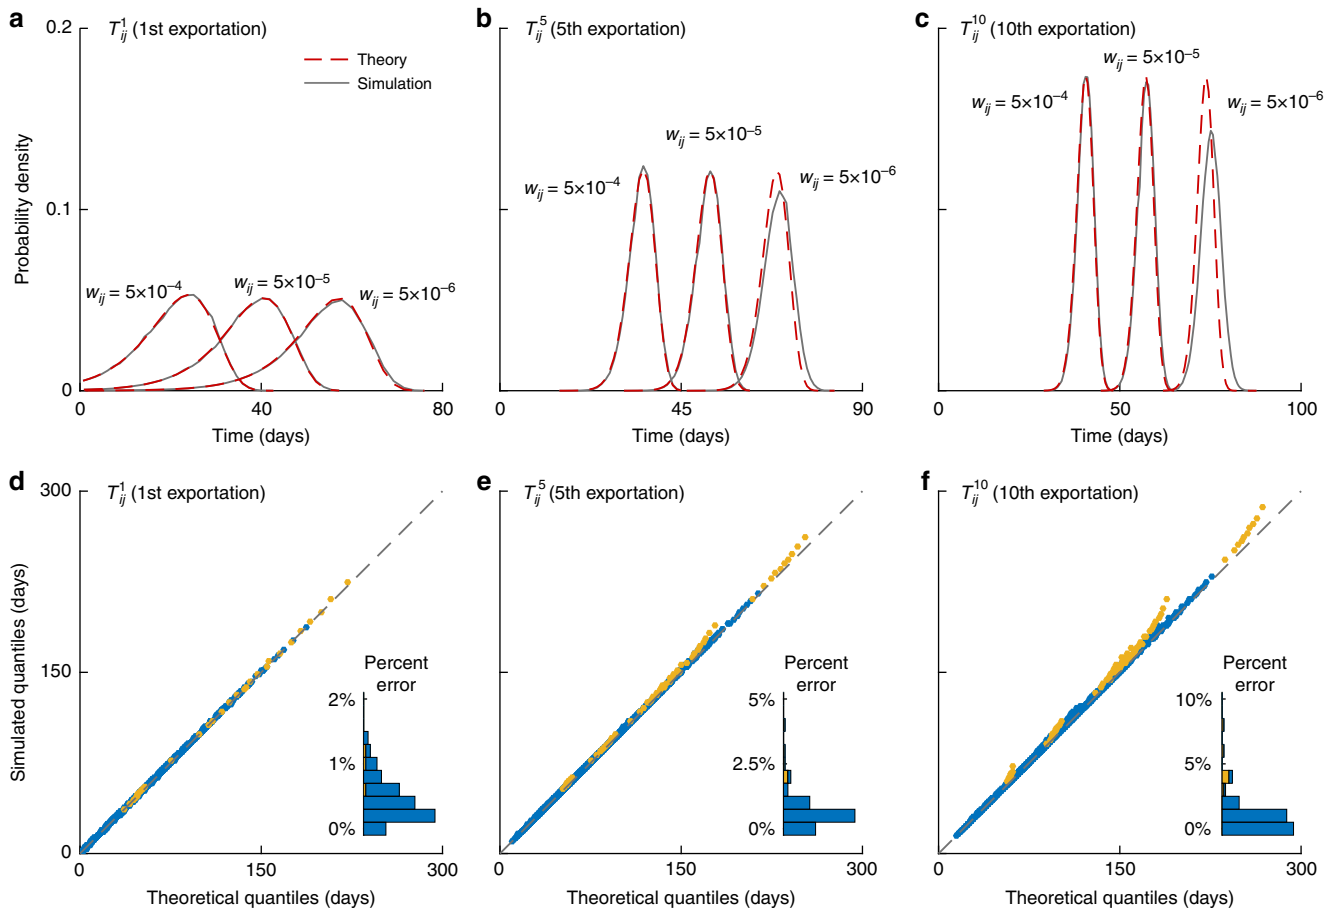 a
T¹ᵢⱼ (1st exportation)
0.2
0.1
0
Probability density
Theory
Simulation
wᵢⱼ = 5×10⁻⁴
wᵢⱼ = 5×10⁻⁵
wᵢⱼ = 5×10⁻⁶
0 40 80
Time (days)
b
T⁵ᵢⱼ (5th exportation)
wᵢⱼ = 5×10⁻⁵
wᵢⱼ = 5×10⁻⁴
wᵢⱼ = 5×10⁻⁶
0 45 90
Time (days)
c
T¹⁰ᵢⱼ (10th exportation)
wᵢⱼ = 5×10⁻⁵
wᵢⱼ = 5×10⁻⁴
wᵢⱼ = 5×10⁻⁶
0 50 100
Time (days)
d
T¹ᵢⱼ (1st exportation)
300
150
0
Simulated quantiles (days)
Percent
error
2%
1%
0%
0 150 300
Theoretical quantiles (days)
e
T⁵ᵢⱼ (5th exportation)
Percent
error
5%
2.5%
0%
0 150 300
Theoretical quantiles (days)
f
T¹⁰ᵢⱼ (10th exportation)
Percent
error
10%
5%
0%
0 150 300
Theoretical quantiles (days)